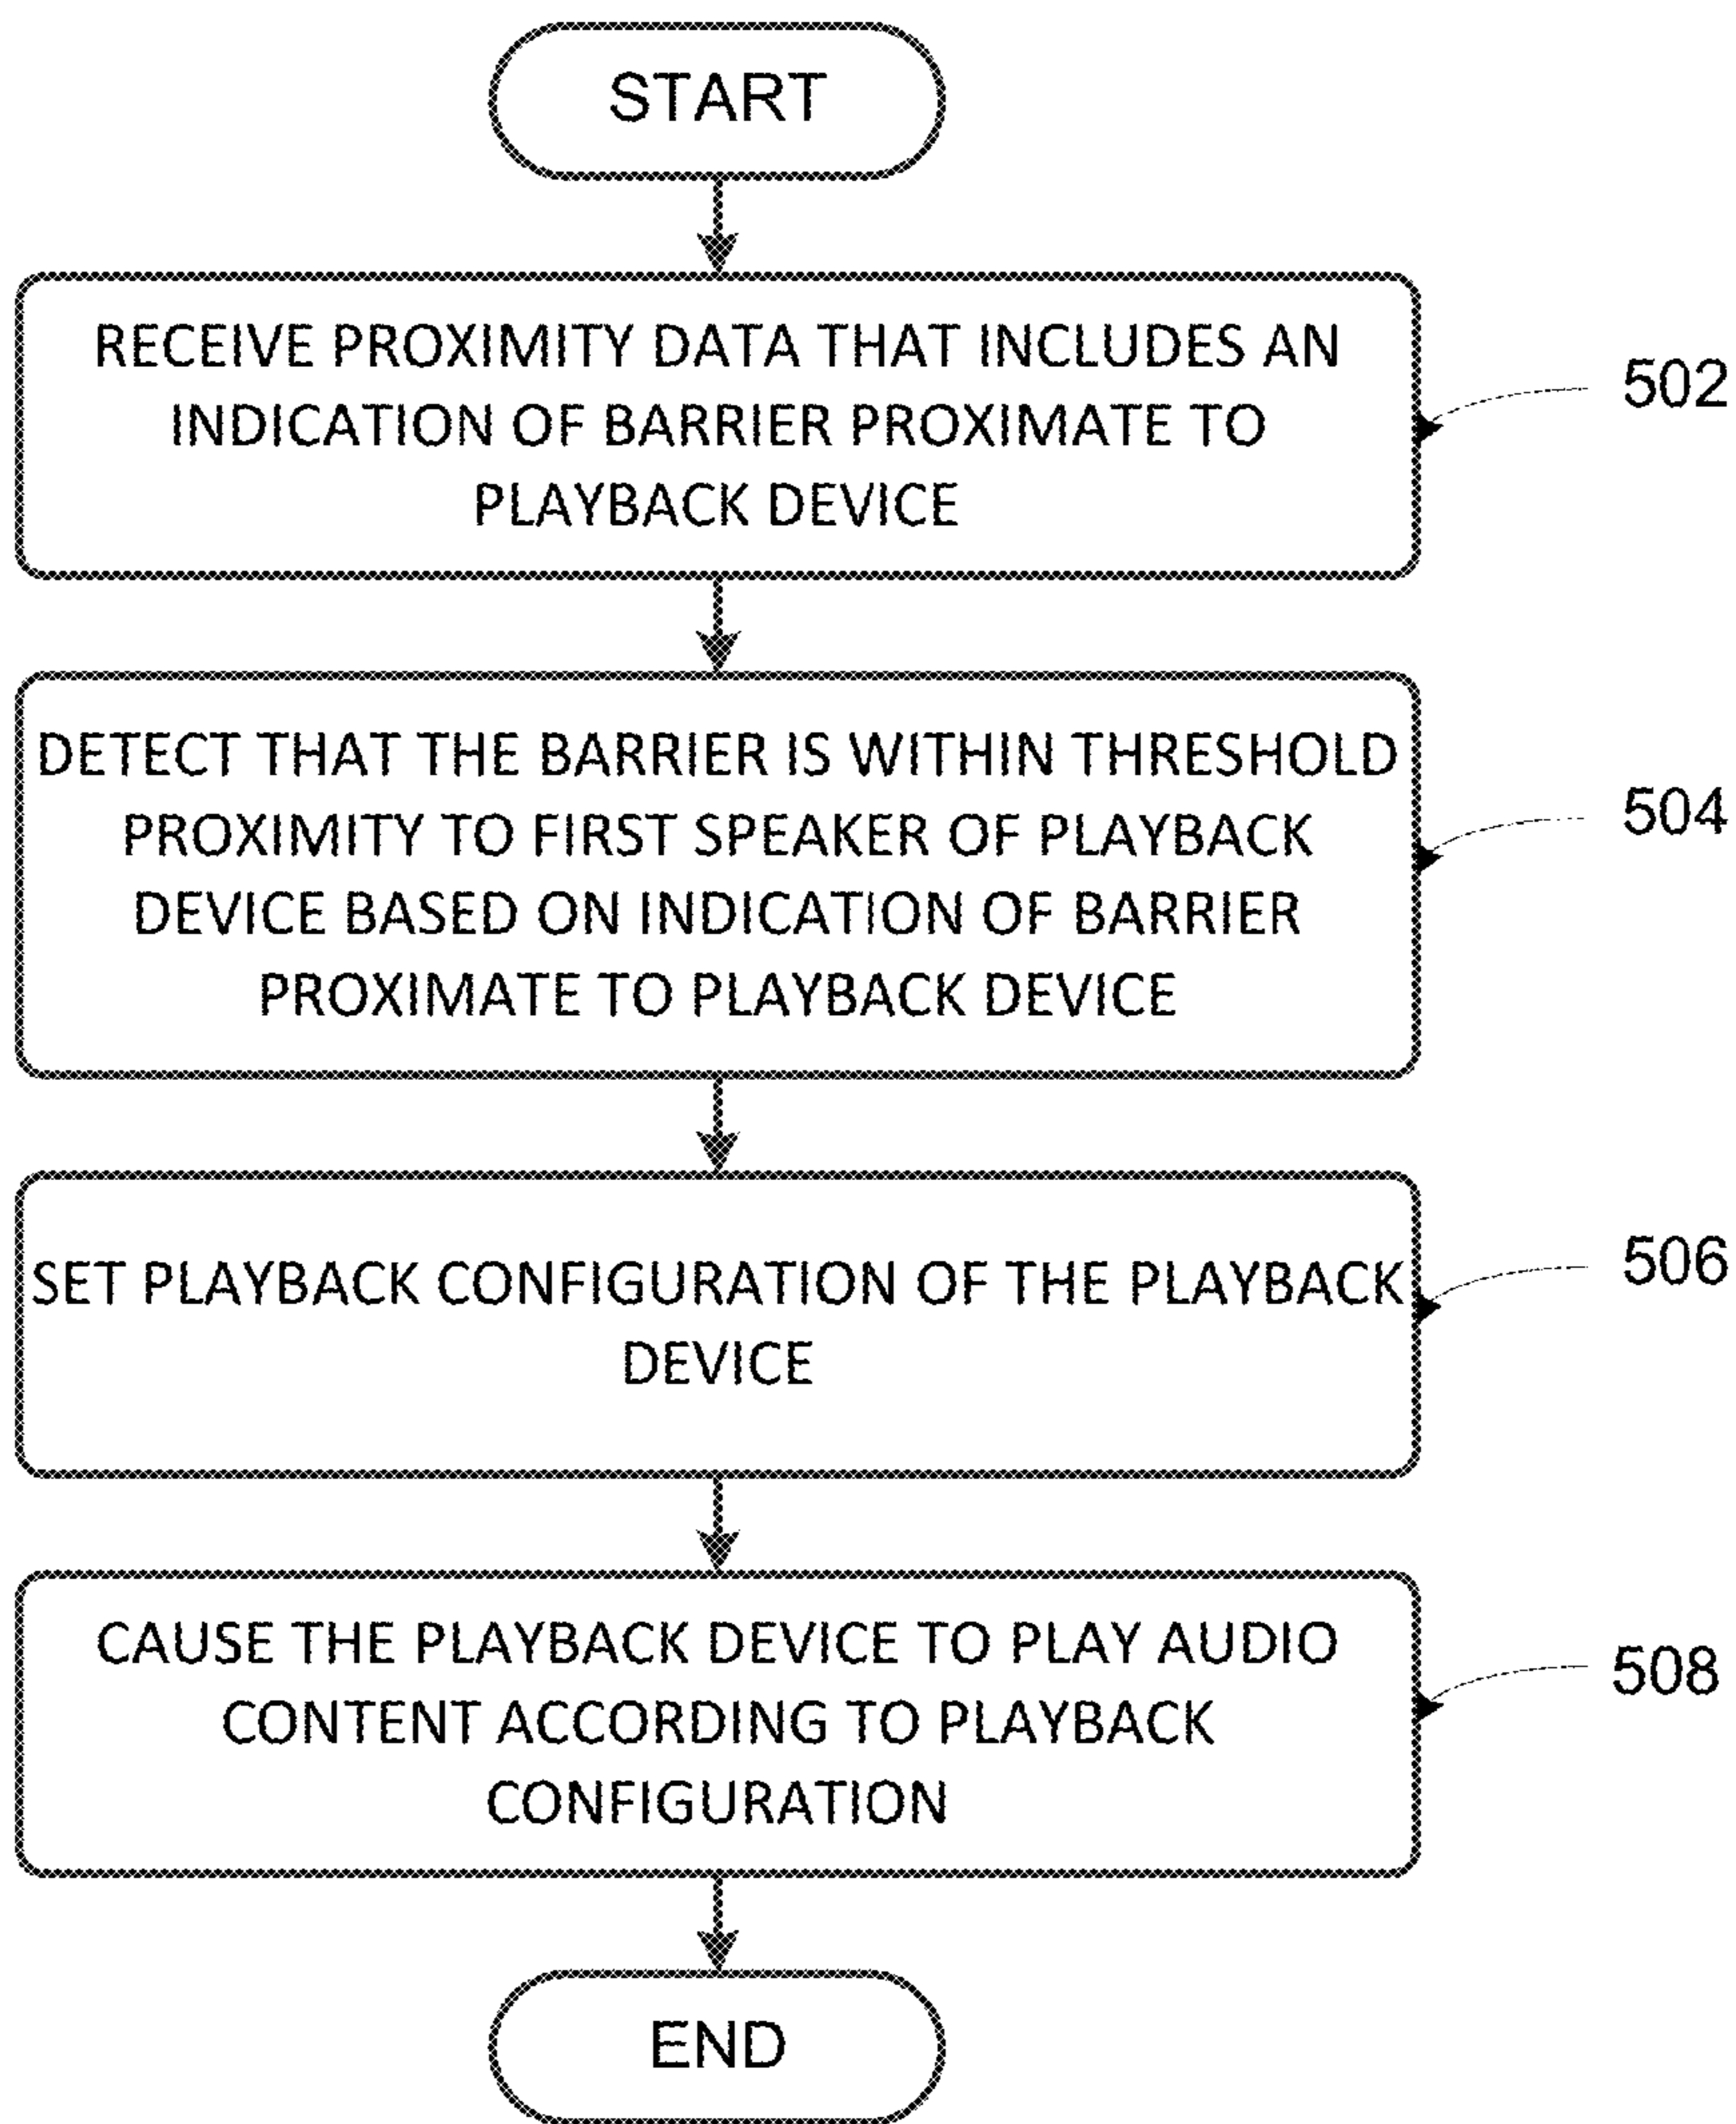 START
RECEIVE PROXIMITY DATA THAT INCLUDES AN
INDICATION OF BARRIER PROXIMATE TO
PLAYBACK DEVICE
502
DETECT THAT THE BARRIER IS WITHIN THRESHOLD
PROXIMITY TO FIRST SPEAKER OF PLAYBACK
DEVICE BASED ON INDICATION OF BARRIER
PROXIMATE TO PLAYBACK DEVICE
504
SET PLAYBACK CONFIGURATION OF THE PLAYBACK
DEVICE
506
CAUSE THE PLAYBACK DEVICE TO PLAY AUDIO
CONTENT ACCORDING TO PLAYBACK
CONFIGURATION
508
END